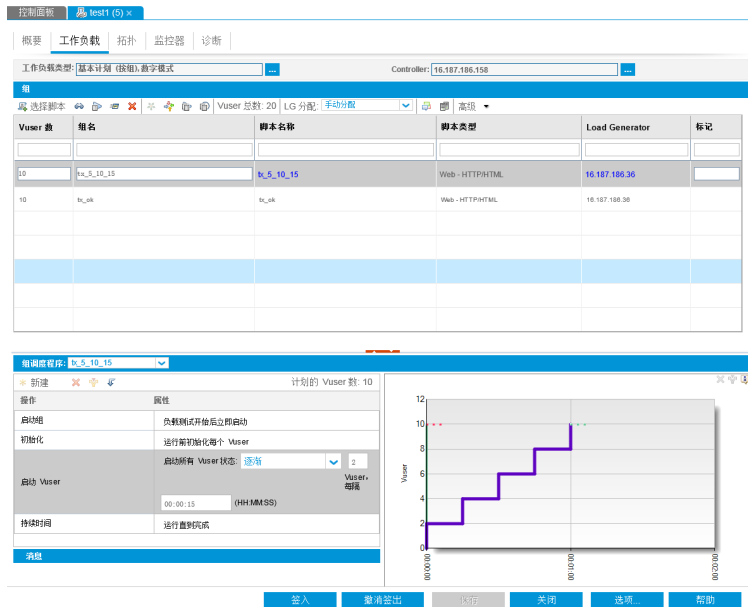 控制面板
test1 (5) ×
概要
工作负载
拓扑
监控器
诊断
工作负载类型: 基本计划 (按组), 数字模式 ...
Controller: 16.187.186.158 ...
组
选择脚本
Vuser 总数: 20
LG 分配: 手动分配
高级
Vuser 数 组名 脚本名称 脚本类型 Load Generator 标记
10 tx_5_10_15 tx_5_10_15 Web - HTTP/HTML 16.187.186.36
10 tx_ok tx_ok Web - HTTP/HTML 16.187.186.36
组调度程序: tx_5_10_15
新建
计划的 Vuser 数: 10
操作 属性
启动组 负载测试开始后立即启动
初始化 运行前初始化每个 Vuser
启动 Vuser 启动所有 Vuser 状态: 逐渐 2
Vuser,
每隔
00:00:15 (HH:MM:SS)
持续时间 运行直到完成
消息
12
10
8
6
4
2
0
Vuser
00:00:00
00:01:00
00:02:00
签入 撤消签出 保存 关闭 选项... 帮助